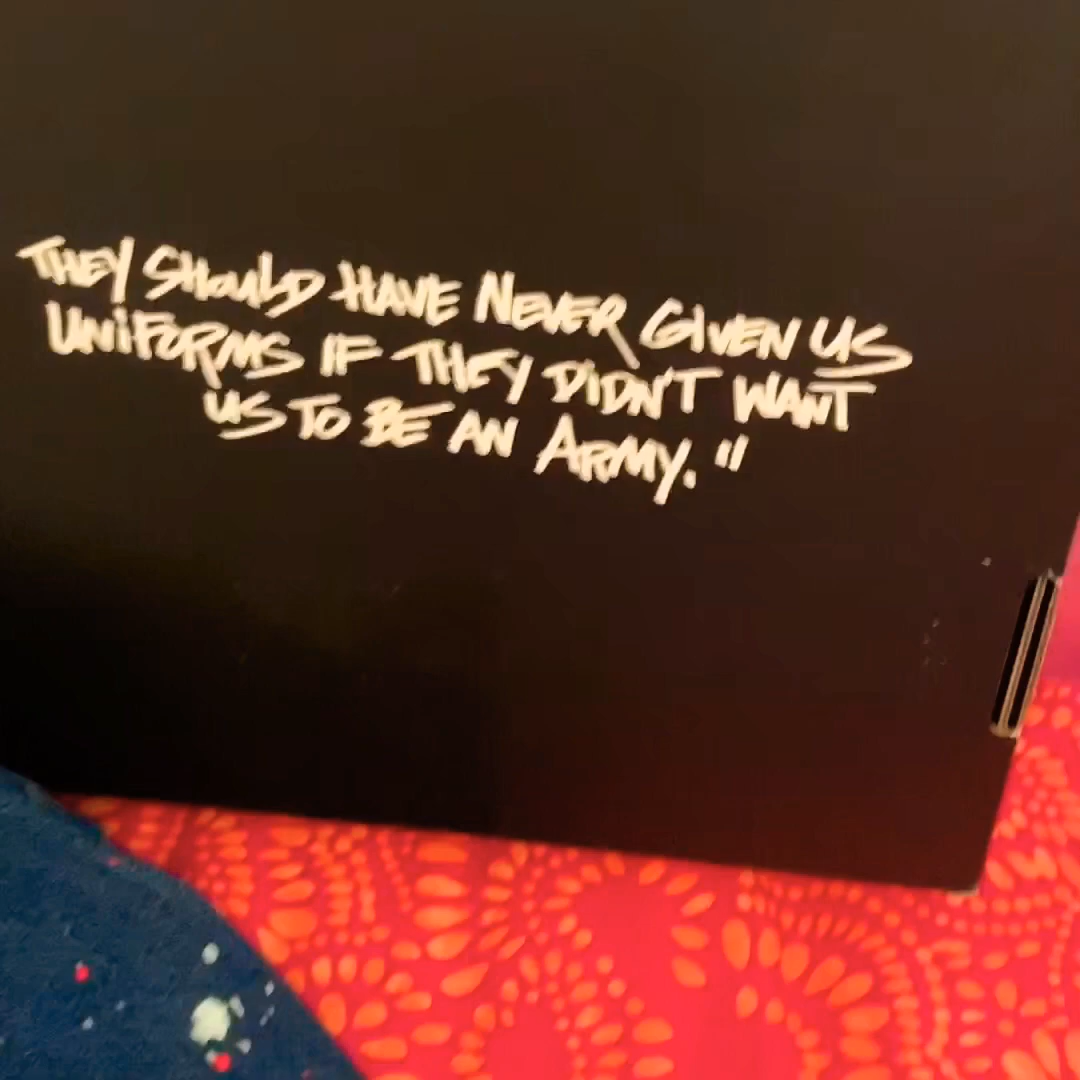 THEY SHOULD HAVE NEVER GIVEN US
UNIFORMS IF THEY DIDN'T WANT
US TO BE AN ARMY."